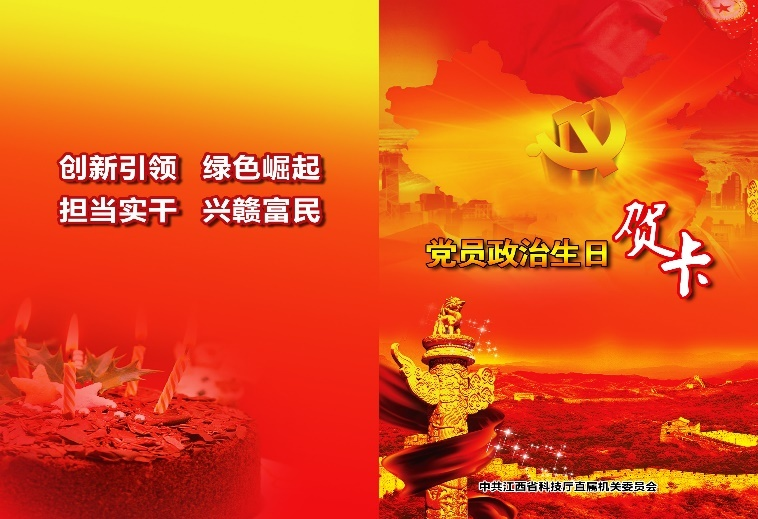 创新引领 绿色崛起
担当实干 兴赣富民
党员政治生日
贺卡
中共江西省科技厅直属机关委员会